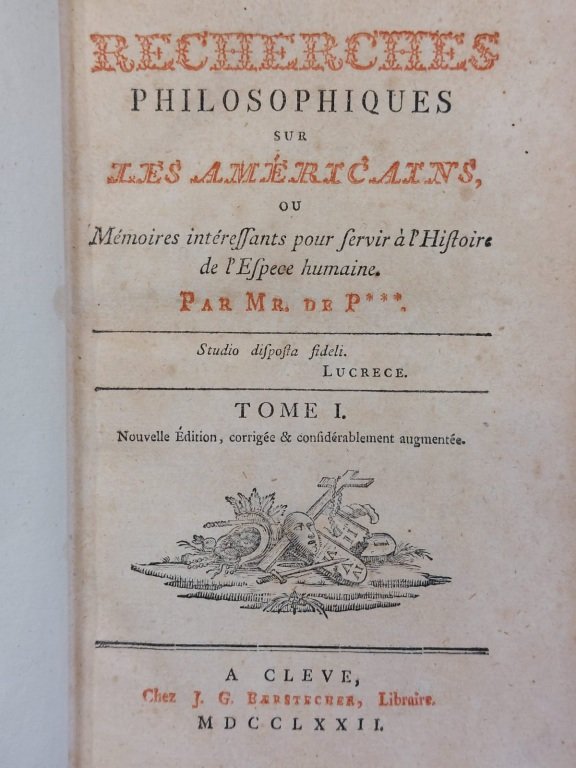 RECHERCHES
PHILOSOPHIQUES
SUR
LES AMÉRICAINS,
OU
Mémoires intéreſſants pour ſervir à l'Hiſtoire
de l'Eſpece humaine.
PAR MR. DE P***.
Studio diſpoſta fideli.
LUCRECE.
TOME I.
Nouvelle Édition, corrigée & conſidérablement augmentée.
A CLEVE,
Chez J. G. BÆRSTECHER, Libraire.
MDCCLXXII.